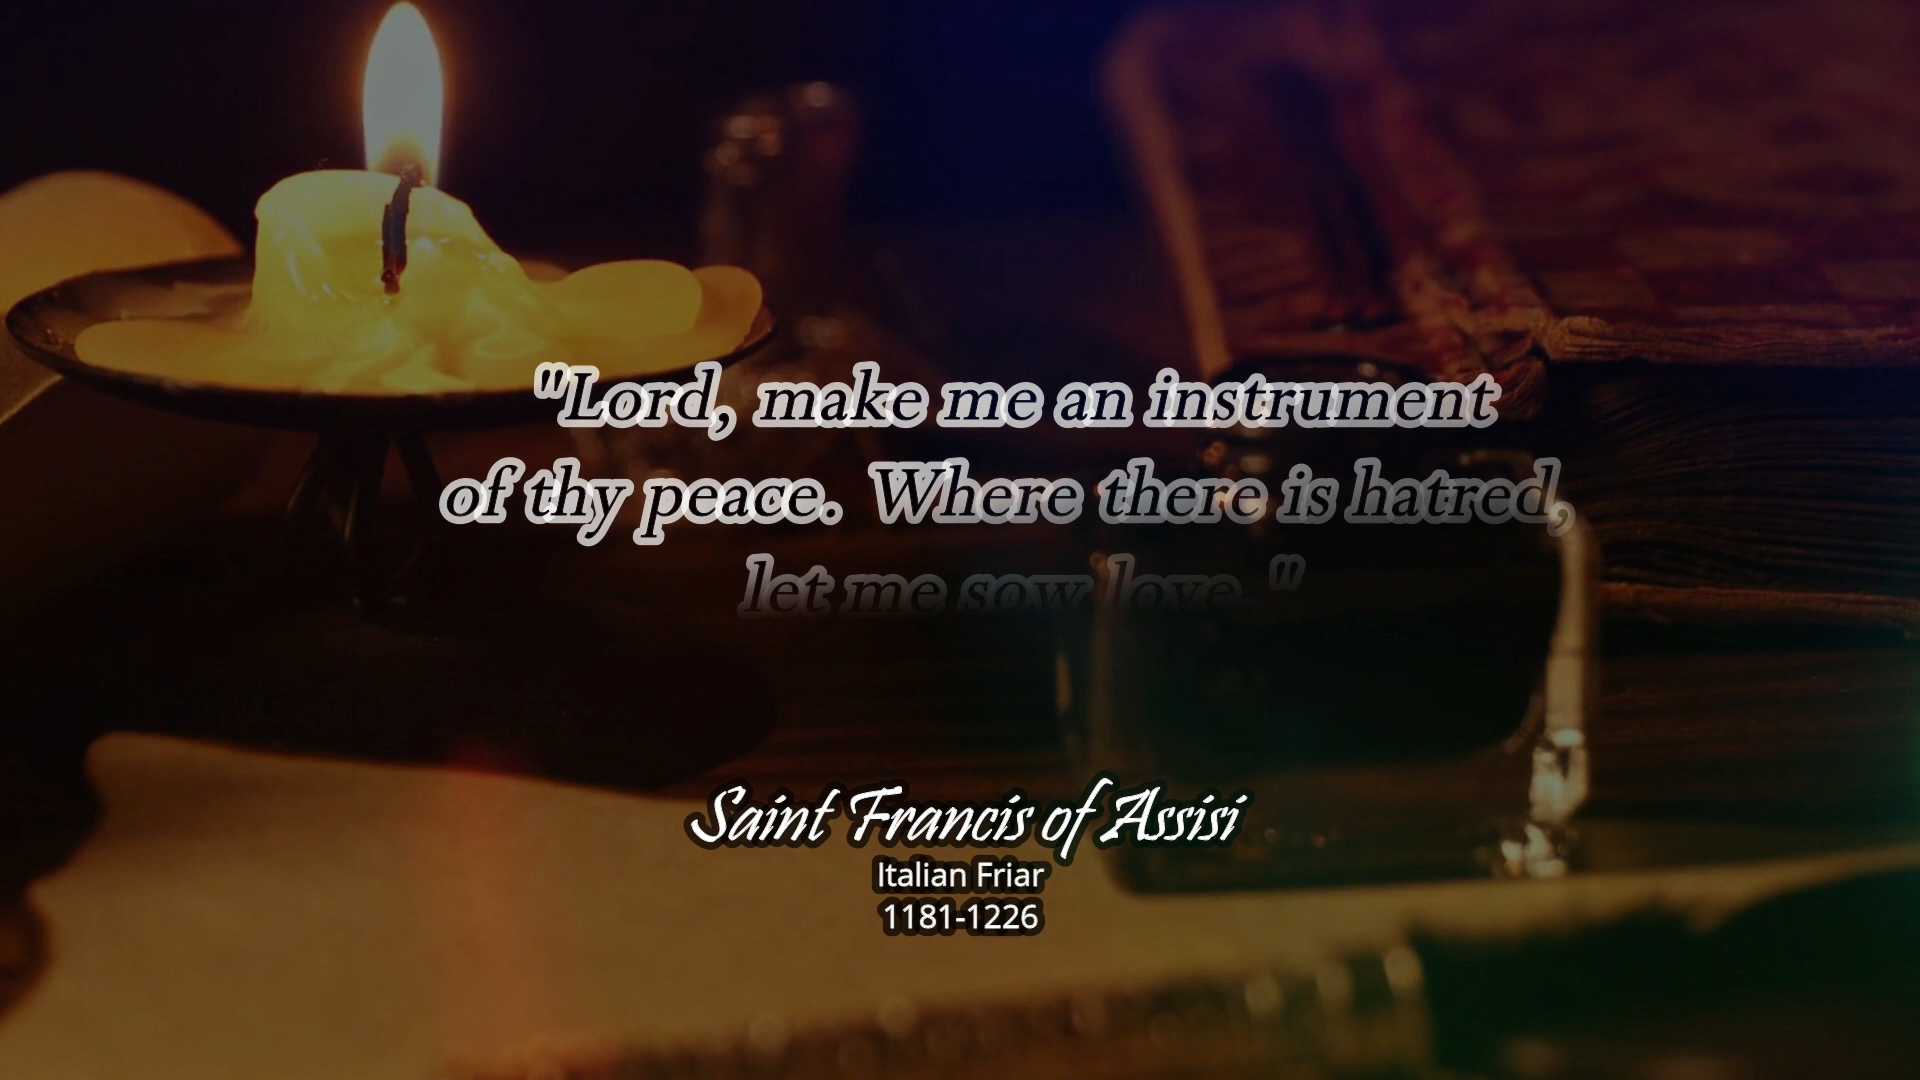 "Lord, make me an instrument
of thy peace. Where there is hatred,
let me sow love."
Saint Francis of Assisi
Italian Friar
1181-1226